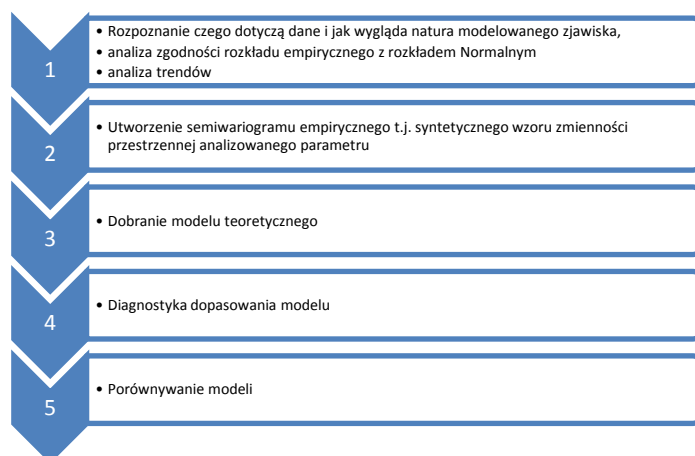 1
• Rozpoznanie czego dotyczą dane i jak wygląda natura modelowanego zjawiska,
• analiza zgodności rozkładu empirycznego z rozkładem Normalnym
• analiza trendów
2
• Utworzenie semiwariogramu empirycznego t.j. syntetycznego wzoru zmienności
przestrzennej analizowanego parametru
3
• Dobranie modelu teoretycznego
4
• Diagnostyka dopasowania modelu
5
• Porównywanie modeli